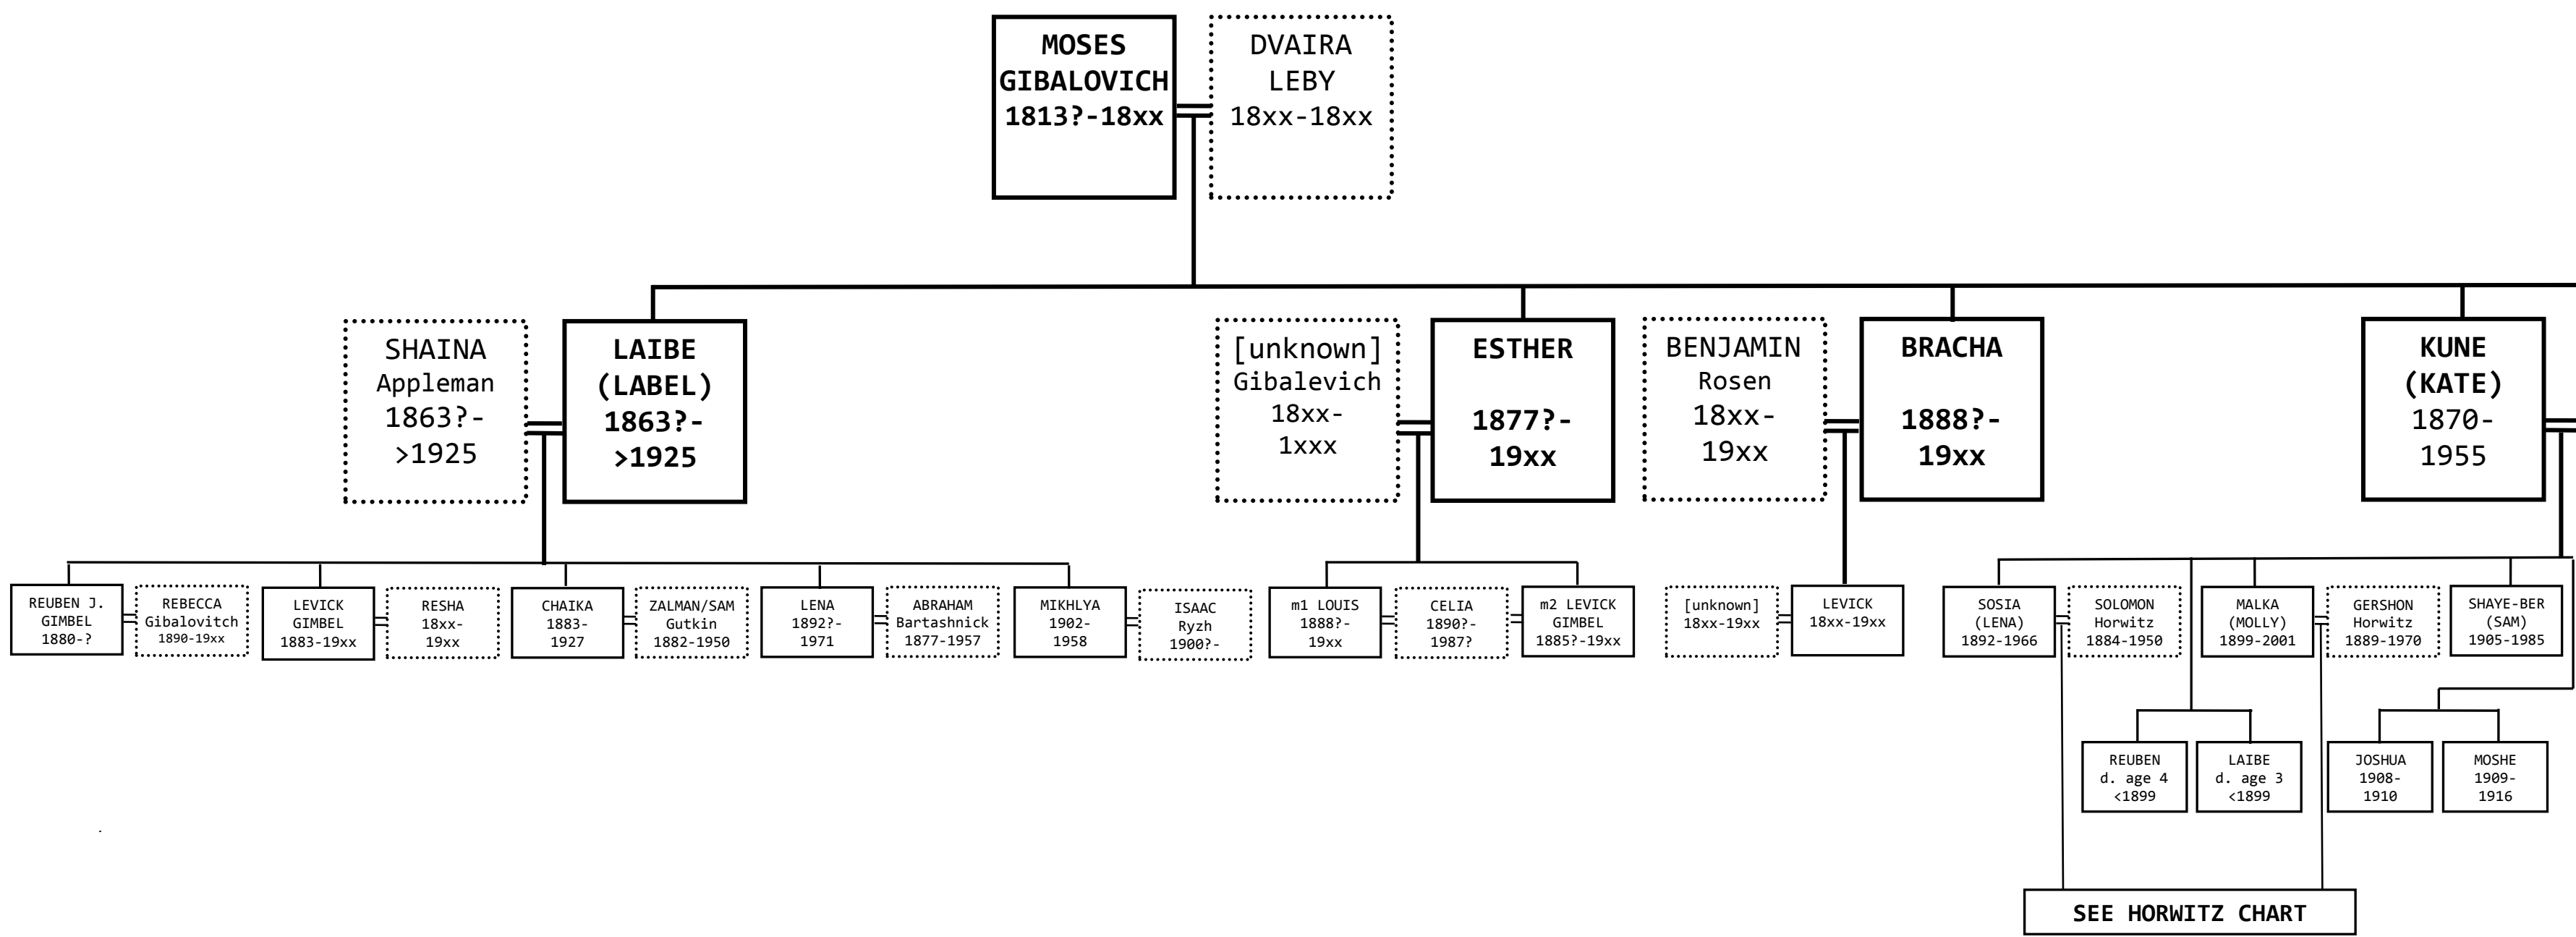 MOSES
GIBALOVICH
1813?-18xx
DVAIRA
LEBY
18xx-18xx
SHAINA
Appleman
1863?-
>1925
LAIBE
(LABEL)
1863?-
>1925
[unknown]
Gibalevich
18xx-
1xxx
ESTHER
1877?-
19xx
BENJAMIN
Rosen
18xx-
19xx
BRACHA
1888?-
19xx
KUNE
(KATE)
1870-
1955
REUBEN J.
GIMBEL
1880-?
REBECCA
Gibalovitch
1890-19xx
LEVICK
GIMBEL
1883-19xx
RESHA
18xx-
19xx
CHAIKA
1883-
1927
ZALMAN/SAM
Gutkin
1882-1950
LENA
1892?-
1971
ABRAHAM
Bartashnick
1877-1957
MIKHLYA
1902-
1958
ISAAC
Ryzh
1900?-
m1 LOUIS
1888?-
19xx
CELIA
1890?-
1987?
m2 LEVICK
GIMBEL
1885?-19xx
[unknown]
18xx-19xx
LEVICK
18xx-19xx
SOSIA
(LENA)
1892-1966
SOLOMON
Horwitz
1884-1950
MALKA
(MOLLY)
1899-2001
GERSHON
Horwitz
1889-1970
SHAYE-BER
(SAM)
1905-1985
REUBEN
d. age 4
<1899
LAIBE
d. age 3
<1899
JOSHUA
1908-
1910
MOSHE
1909-
1916
SEE HORWITZ CHART